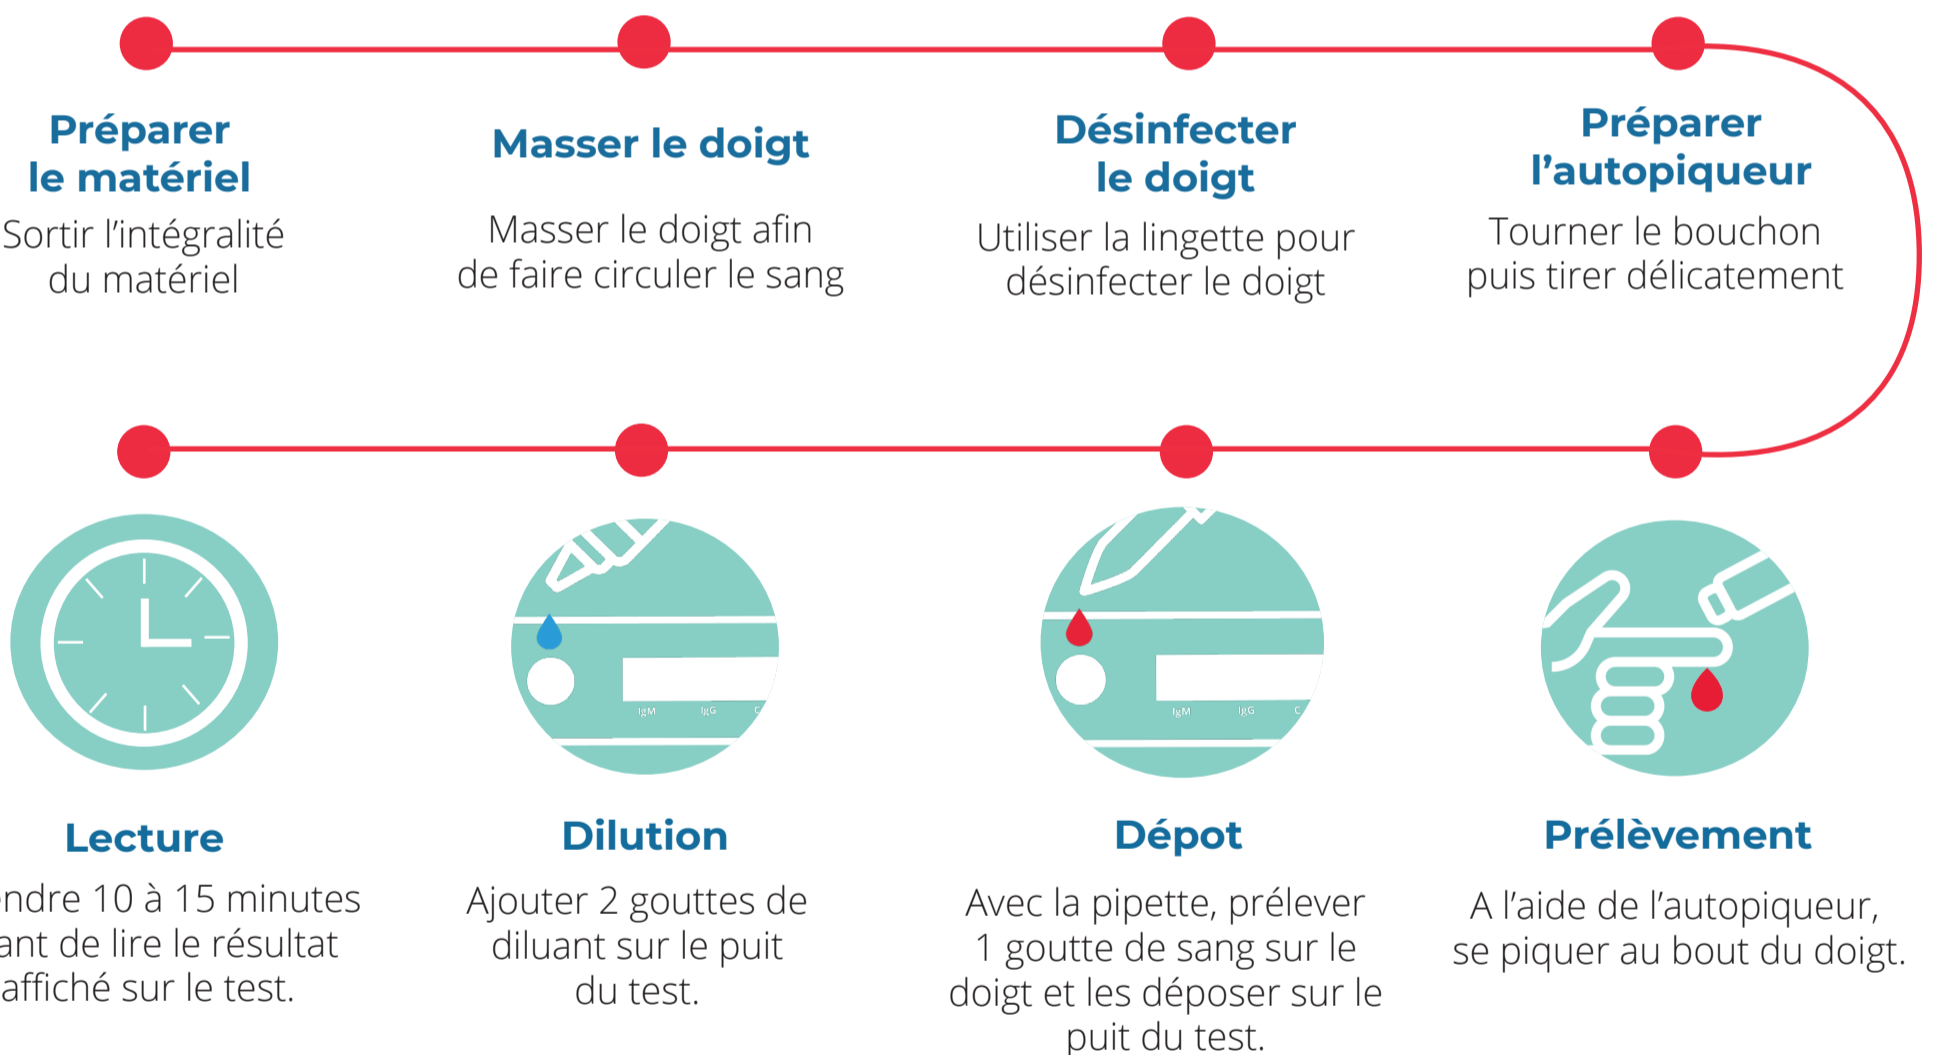 Préparer
le matériel
Sortir l'intégralité
du matériel
Masser le doigt
Masser le doigt afin
de faire circuler le sang
Désinfecter
le doigt
Utiliser la lingette pour
désinfecter le doigt
Préparer
l'autopiqueur
Tourner le bouchon
puis tirer délicatement
IgM IgG C
IgM IgG C
Lecture
ndre 10 à 15 minutes
ant de lire le résultat
affiché sur le test.
Dilution
Ajouter 2 gouttes de
diluant sur le puit
du test.
Dépot
Avec la pipette, prélever
1 goutte de sang sur le
doigt et les déposer sur le
puit du test.
Prélèvement
A l'aide de l'autopiqueur,
se piquer au bout du doigt.